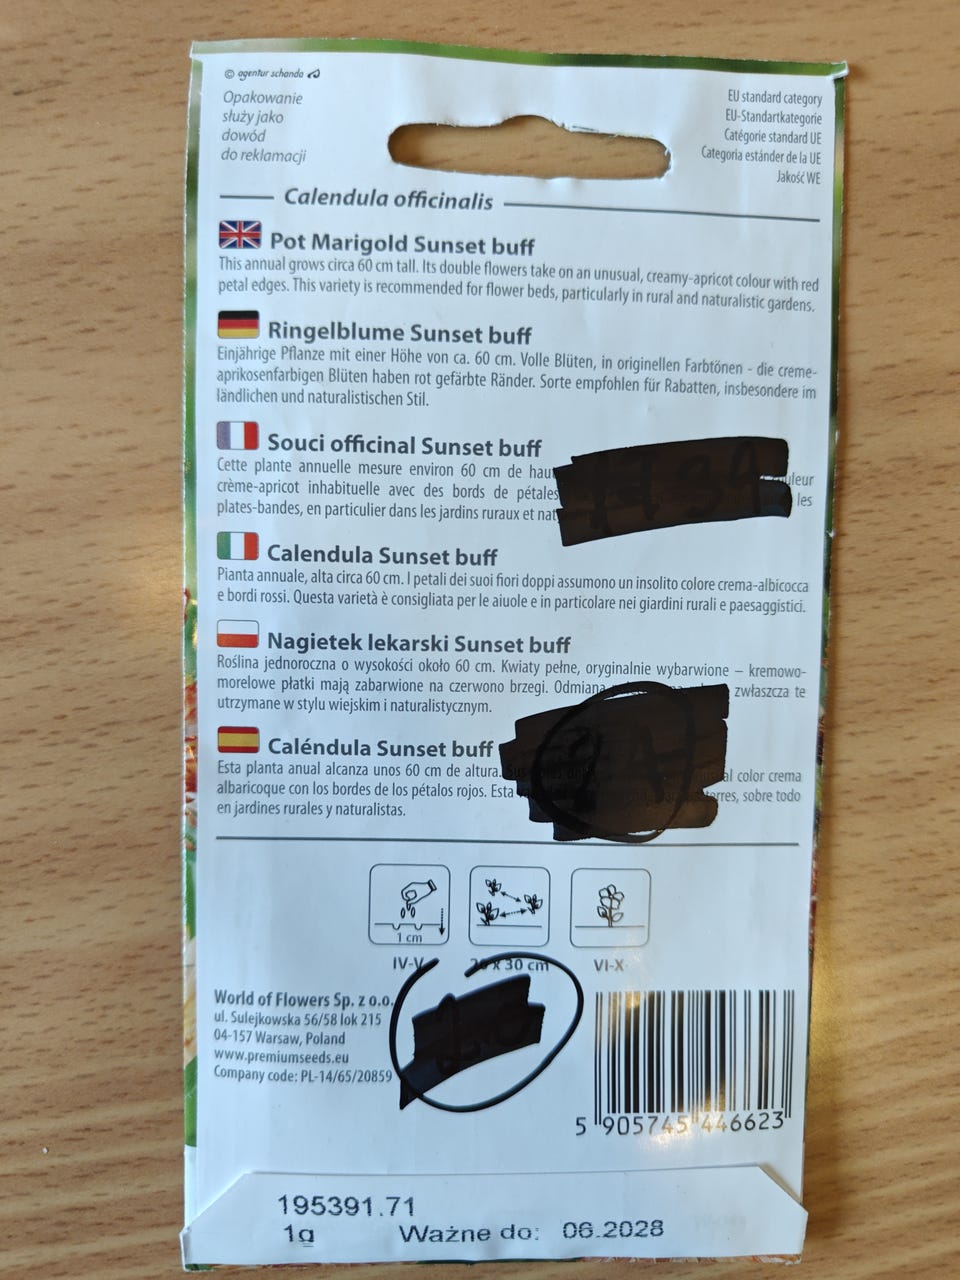 © agentur schanda
Opakowanie
służy jako
dowód
do reklamacji
EU standard category
EU-Standartkategorie
Catégorie standard UE
Categoria estánder de la UE
Jakość WE
Calendula officinalis
Pot Marigold Sunset buff
This annual grows circa 60 cm tall. Its double flowers take on an unusual, creamy-apricot colour with red
petal edges. This variety is recommended for flower beds, particularly in rural and naturalistic gardens.
Ringelblume Sunset buff
Einjährige Pflanze mit einer Höhe von ca. 60 cm. Volle Blüten, in originellen Farbtönen - die creme-
aprikosenfarbigen Blüten haben rot gefärbte Ränder. Sorte empfohlen für Rabatten, insbesondere im
ländlichen und naturalistischen Stil.
Souci officinal Sunset buff
Cette plante annuelle mesure environ 60 cm de
crème-apricot inhabituelle avec des bords de pétales les
plates-bandes, en particulier dans les jardins ruraux et
Calendula Sunset buff
Pianta annuale, alta circa 60 cm. I petali dei suoi fiori doppi assumono un insolito colore crema-albicocca
e bordi rossi. Questa varietà è consigliata per le aiuole e in particolare nei giardini rurali e paesaggistici.
Nagietek lekarski Sunset buff
Roślina jednoroczna o wysokości około 60 cm. Kwiaty pełne, oryginalnie wybarwione – kremowo-
morelowe płatki mają zabarwione na czerwono brzegi. Odmiana zwłaszcza te
utrzymane w stylu wiejskim i naturalistycznym.
Caléndula Sunset buff
Esta planta anual alcanza unos 60 cm de altura. color crema
albaricoque con los bordes de los pétalos rojos. Esta sobre todo
en jardines rurales y naturalistas.
1 cm
IV-V
x 30 cm
VI-X
World of Flowers Sp. z o.o.
ul. Sulejkowska 56/58 lok 215
04-157 Warsaw, Poland
www.premiumseeds.eu
Company code: PL-14/65/20859
5 905745 446623
195391.71
1g Ważne do: 06.2028